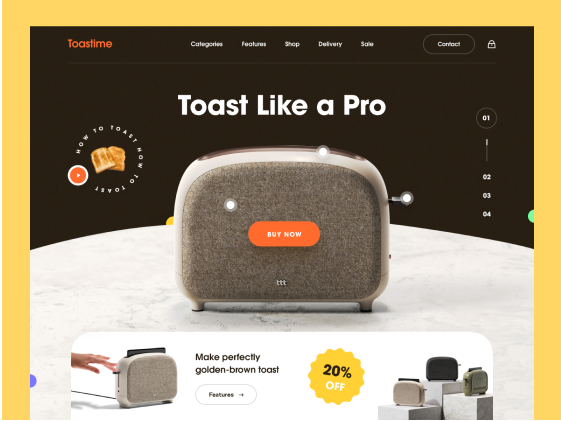 Toastime
Categories Features Shop Delivery Sale
Contact
Toast Like a Pro
HOW TO TOAST HOW TO TOAST
01
02
03
04
BUY NOW
ttt
Make perfectly
golden-brown toast
Features →
20%
OFF